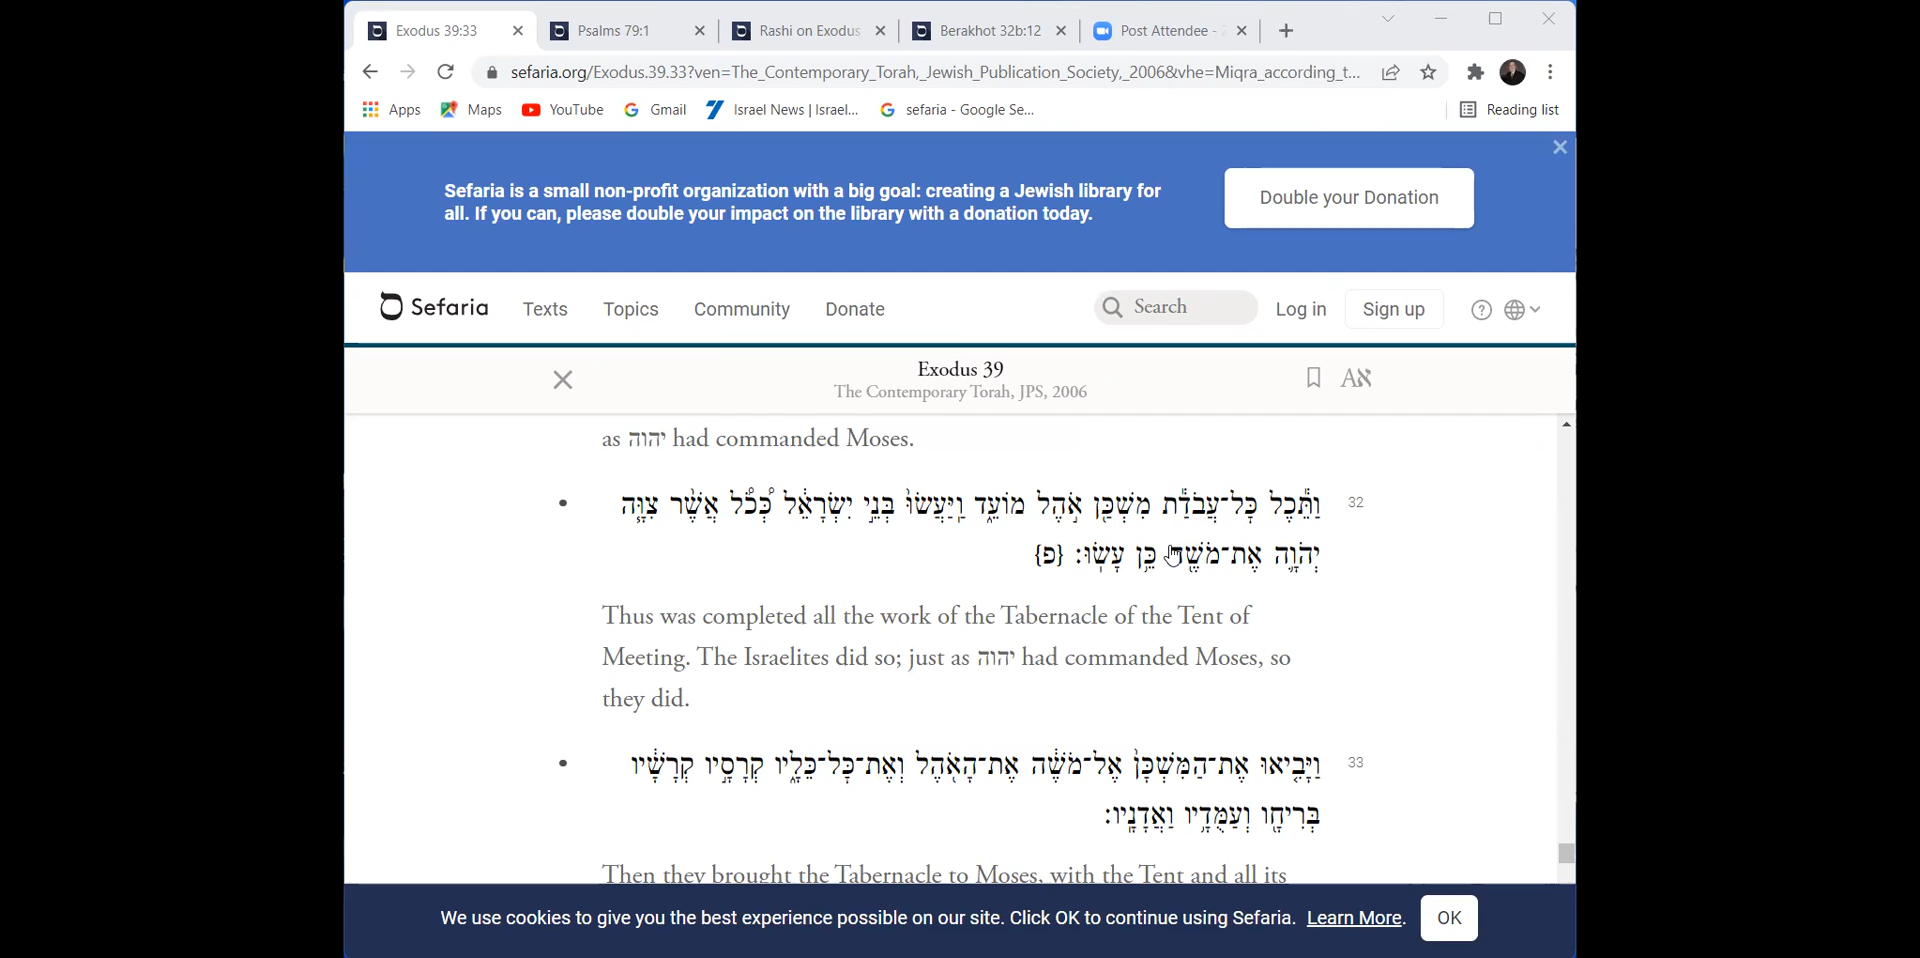 Exodus 39:33
Psalms 79:1
Rashi on Exodus
Berakhot 32b:12
Post Attendee -
sefaria.org/Exodus.39.33?ven=The_Contemporary_Torah,_Jewish_Publication_Society,_2006&vhe=Miqra_according_t...
Apps
Maps
YouTube
Gmail
Israel News | Israel...
sefaria - Google Se...
Reading list
Sefaria is a small non-profit organization with a big goal: creating a Jewish library for
all. If you can, please double your impact on the library with a donation today.
Double your Donation
Sefaria
Texts
Topics
Community
Donate
Search
Log in
Sign up
Exodus 39
The Contemporary Torah, JPS, 2006
Aא
as יהוה had commanded Moses.
32
וַתֵּ֕כֶל כׇּל־עֲבֹדַ֕ת מִשְׁכַּ֖ן אֹ֣הֶל מוֹעֵ֑ד וַֽיַּעֲשׂוּ֙ בְּנֵ֣י יִשְׂרָאֵ֔ל כְּ֠כֹ֠ל אֲשֶׁ֨ר צִוָּ֧ה
יְהֹוָ֛ה אֶת־מֹשֶׁ֖ה כֵּ֥ן עָשֽׂוּ׃ {פ}
Thus was completed all the work of the Tabernacle of the Tent of
Meeting. The Israelites did so; just as יהוה had commanded Moses, so
they did.
33
וַיָּבִ֤יאוּ אֶת־הַמִּשְׁכָּן֙ אֶל־מֹשֶׁ֔ה אֶת־הָאֹ֖הֶל וְאֶת־כׇּל־כֵּלָ֑יו קְרָסָ֣יו קְרָשָׁ֔יו
בְּרִיחָ֖ו וְעַמֻּדָ֥יו וַאֲדָנָֽיו׃
Then they brought the Tabernacle to Moses, with the Tent and all its
We use cookies to give you the best experience possible on our site. Click OK to continue using Sefaria. Learn More.
OK